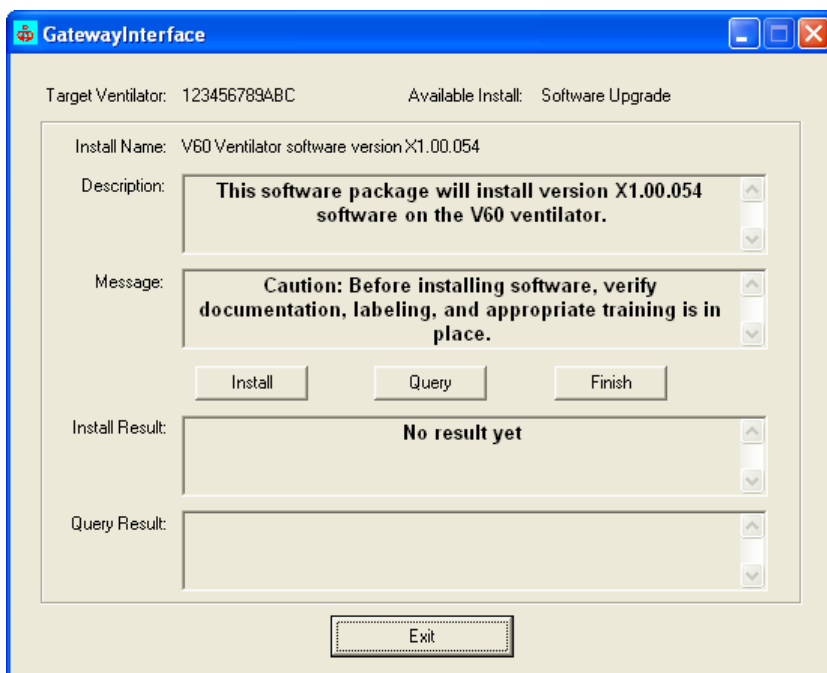 GatewayInterface
Target Ventilator: 123456789ABC Available Install: Software Upgrade
Install Name: V60 Ventilator software version X1.00.054
Description: This software package will install version X1.00.054
software on the V60 ventilator.
Message: Caution: Before installing software, verify
documentation, labeling, and appropriate training is in
place.
Install Query Finish
Install Result: No result yet
Query Result:
Exit